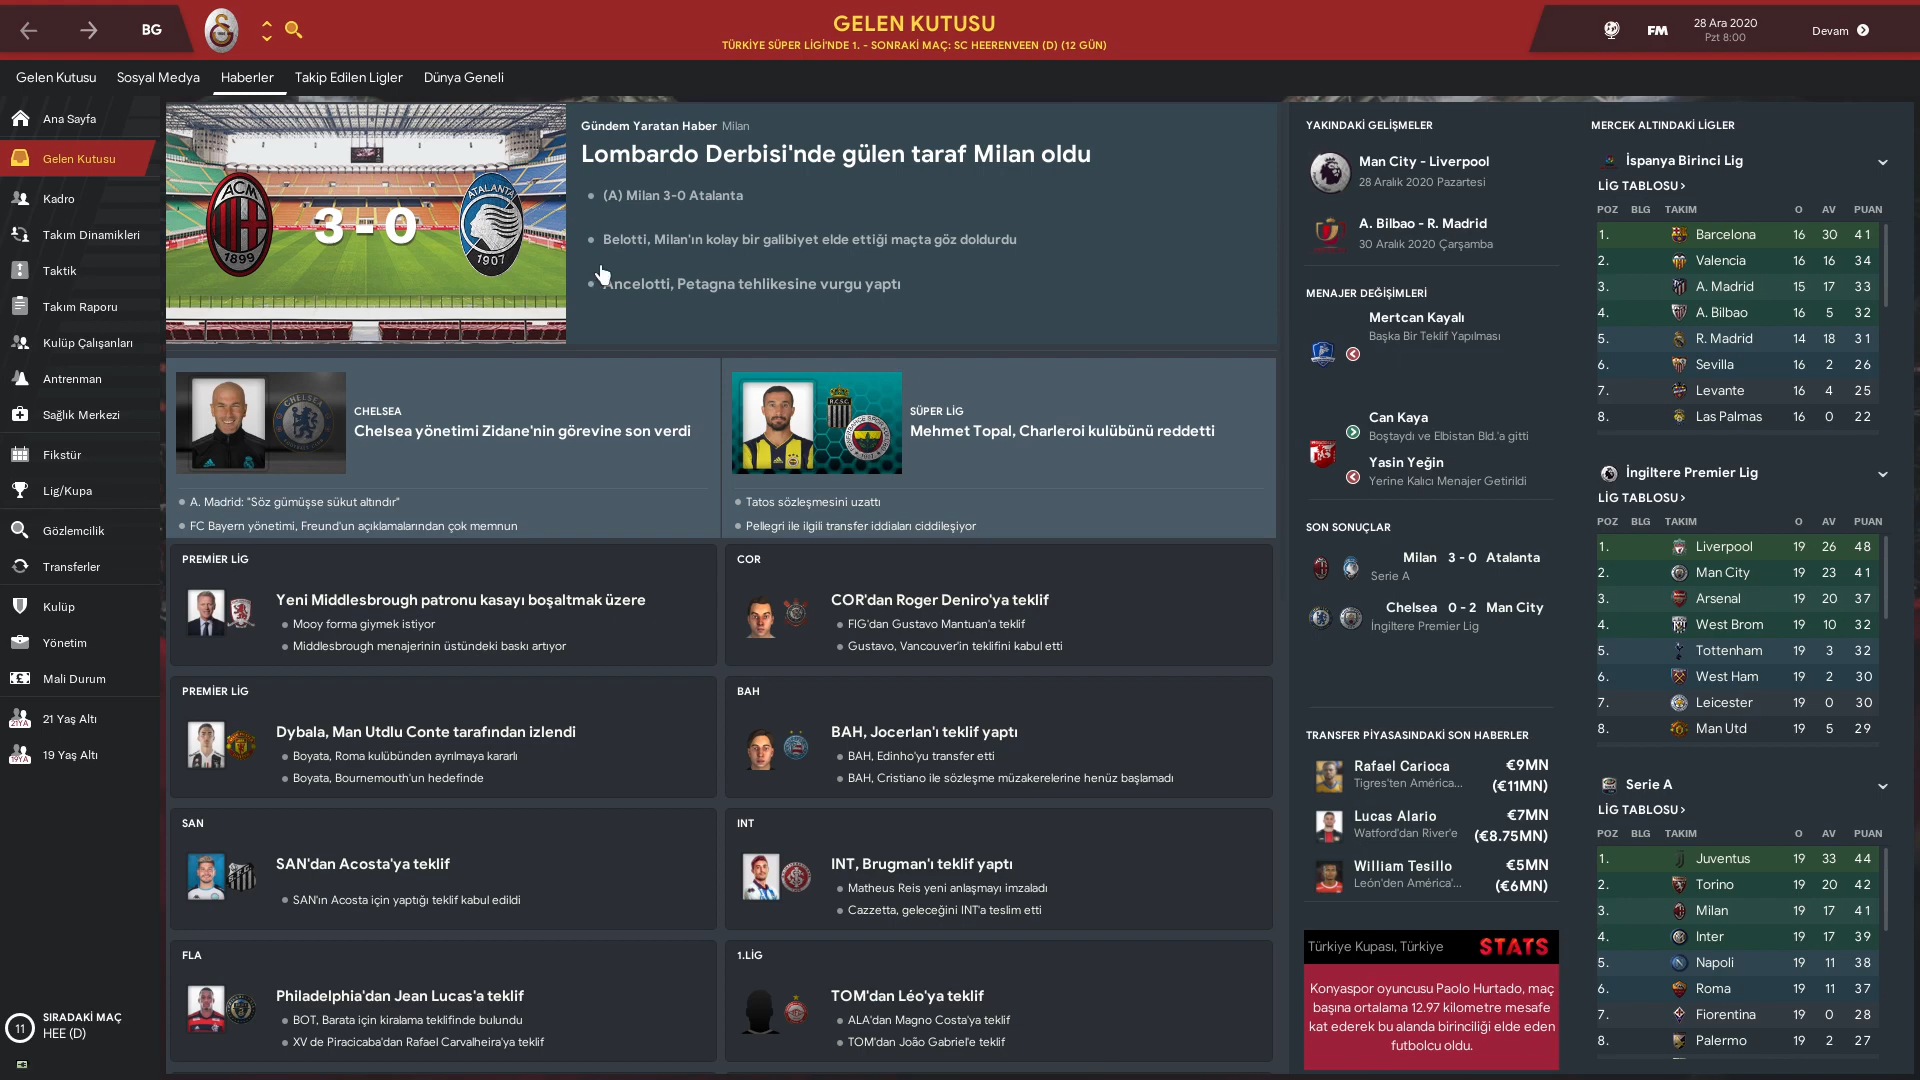 BG
GELEN KUTUSU
TÜRKİYE SÜPER LİGİ'NDE 1. - SONRAKİ MAÇ: SC HEERENVEEN (D) (12 GÜN)
FM
28 Ara 2020
Pzt 8:00
Devam
Gelen Kutusu
Sosyal Medya
Haberler
Takip Edilen Ligler
Dünya Geneli
Ana Sayfa
Gelen Kutusu
Kadro
Takım Dinamikleri
Taktik
Takım Raporu
Kulüp Çalışanları
Antrenman
Sağlık Merkezi
Fikstür
Lig/Kupa
Gözlemcilik
Transferler
Kulüp
Yönetim
Mali Durum
21YA
21 Yaş Altı
19YA
19 Yaş Altı
11
SIRADAKİ MAÇ
HEE (D)
ACM
1899
3-0
ATALANTA
1907
Gündem Yaratan Haber Milan
Lombardo Derbisi'nde gülen taraf Milan oldu
(A) Milan 3-0 Atalanta
Belotti, Milan'ın kolay bir galibiyet elde ettiği maçta göz doldurdu
Ancelotti, Petagna tehlikesine vurgu yaptı
CHELSEA
Chelsea yönetimi Zidane'nin görevine son verdi
A. Madrid: "Söz gümüşse sükut altındır"
FC Bayern yönetimi, Freund'un açıklamalarından çok memnun
SÜPER LİG
Mehmet Topal, Charleroi kulübünü reddetti
Tatos sözleşmesini uzattı
Pellegri ile ilgili transfer iddiaları ciddileşiyor
PREMİER LİG
Yeni Middlesbrough patronu kasayı boşaltmak üzere
Mooy forma giymek istiyor
Middlesbrough menajerinin üstündeki baskı artıyor
COR
COR'dan Roger Deniro'ya teklif
FIG'dan Gustavo Mantuan'a teklif
Gustavo, Vancouver'in teklifini kabul etti
PREMİER LİG
Dybala, Man Utdlu Conte tarafından izlendi
Boyata, Roma kulübünden ayrılmaya kararlı
Boyata, Bournemouth'un hedefinde
BAH
BAH, Jocerlan'ı teklif yaptı
BAH, Edinho'yu transfer etti
BAH, Cristiano ile sözleşme müzakerelerine henüz başlamadı
SAN
SAN'dan Acosta'ya teklif
SAN'ın Acosta için yaptığı teklif kabul edildi
INT
INT, Brugman'ı teklif yaptı
Matheus Reis yeni anlaşmayı imzaladı
Cazzetta, geleceğini INT'a teslim etti
FLA
Philadelphia'dan Jean Lucas'a teklif
BOT, Barata için kiralama teklifinde bulundu
XV de Piracicaba'dan Rafael Carvalheira'ya teklif
1.LİG
TOM'dan Léo'ya teklif
ALA'dan Magno Costa'ya teklif
TOM'dan João Gabriel'e teklif
YAKINDAKİ GELİŞMELER
Man City - Liverpool
28 Aralık 2020 Pazartesi
A. Bilbao - R. Madrid
30 Aralık 2020 Çarşamba
MENAJER DEĞİŞİMLERİ
Mertcan Kayalı
Başka Bir Teklif Yapılması
Can Kaya
Boştaydı ve Elbistan Bld.'a gitti
Yasin Yeğin
Yerine Kalıcı Menajer Getirildi
SON SONUÇLAR
Milan 3 - 0 Atalanta
Serie A
Chelsea 0 - 2 Man City
İngiltere Premier Lig
TRANSFER PİYASASINDAKİ SON HABERLER
Rafael Carioca €9MN
Tigres'ten América... (€11MN)
Lucas Alario €7MN
Watford'dan River'e (€8.75MN)
William Tesillo €5MN
León'den América'... (€6MN)
Türkiye Kupası, Türkiye STATS
Konyaspor oyuncusu Paolo Hurtado, maç
başına ortalama 12.97 kilometre mesafe
kat ederek bu alanda birinciliği elde eden
futbolcu oldu.
MERCEK ALTINDAKİ LİGLER
İspanya Birinci Lig
LİG TABLOSU>
POZ BLG TAKIM O AV PUAN
1. Barcelona 16 30 41
2. Valencia 16 16 34
3. A. Madrid 15 17 33
4. A. Bilbao 16 5 32
5. R. Madrid 14 18 31
6. Sevilla 16 2 26
7. Levante 16 4 25
8. Las Palmas 16 0 22
İngiltere Premier Lig
LİG TABLOSU>
POZ BLG TAKIM O AV PUAN
1. Liverpool 19 26 48
2. Man City 19 23 41
3. Arsenal 19 20 37
4. West Brom 19 10 32
5. Tottenham 19 3 32
6. West Ham 19 2 30
7. Leicester 19 0 30
8. Man Utd 19 5 29
Serie A
LİG TABLOSU>
POZ BLG TAKIM O AV PUAN
1. Juventus 19 33 44
2. Torino 19 20 42
3. Milan 19 17 41
4. Inter 19 17 39
5. Napoli 19 11 38
6. Roma 19 11 37
7. Fiorentina 19 0 28
8. Palermo 19 2 27